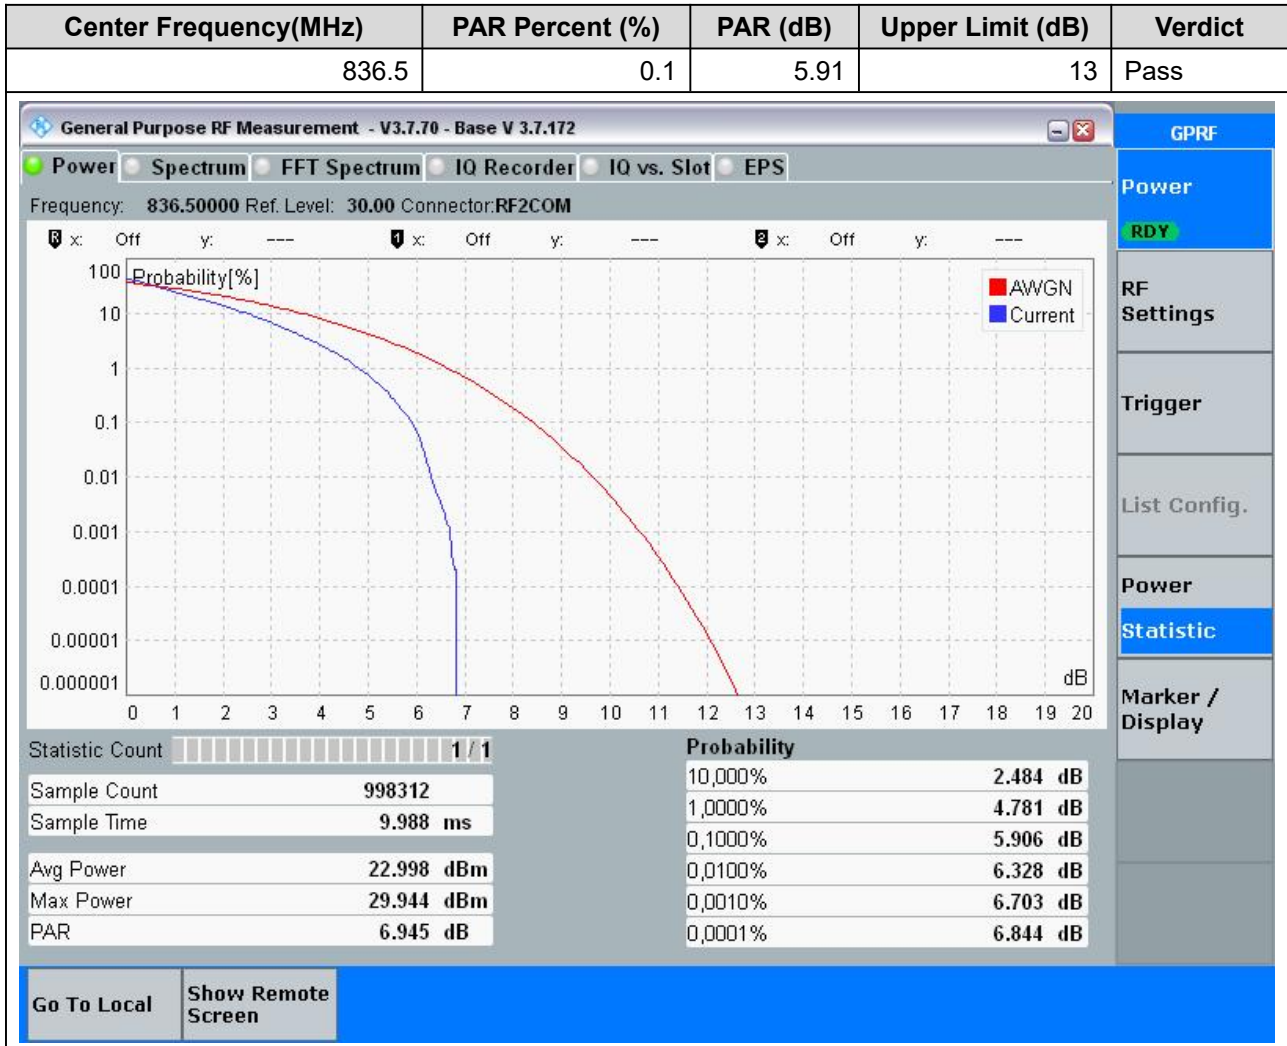 Center Frequency(MHz) PAR Percent (%) PAR (dB) Upper Limit (dB) Verdict
836.5 0.1 5.91 13 Pass
General Purpose RF Measurement - V3.7.70 - Base V 3.7.172
GPRF
Power Spectrum FFT Spectrum IQ Recorder IQ vs. Slot EPS
Power
RDY
Frequency: 836.50000 Ref. Level: 30.00 Connector:RF2COM
R x: Off y: --- 1 x: Off y: --- 2 x: Off y: ---
Probability[%]
AWGN
Current
100
10
1
0.1
0.01
0.001
0.0001
0.00001
0.000001
dB
0 1 2 3 4 5 6 7 8 9 10 11 12 13 14 15 16 17 18 19 20
RF
Settings
Trigger
List Config.
Power
Statistic
Marker /
Display
Statistic Count 1 / 1
Sample Count 998312
Sample Time 9.988 ms
Avg Power 22.998 dBm
Max Power 29.944 dBm
PAR 6.945 dB
Probability
10,000% 2.484 dB
1,0000% 4.781 dB
0,1000% 5.906 dB
0,0100% 6.328 dB
0,0010% 6.703 dB
0,0001% 6.844 dB
Go To Local
Show Remote
Screen